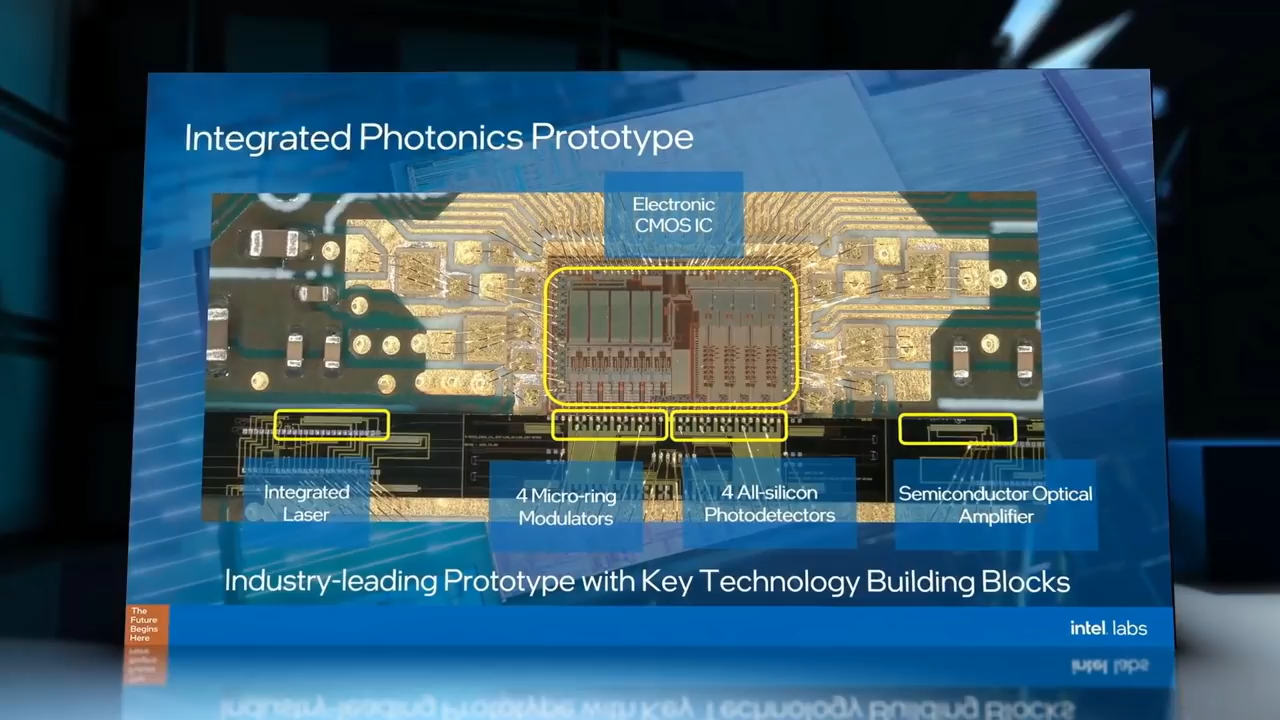 Integrated Photonics Prototype
Electronic
CMOS IC
Integrated
Laser
4 Micro-ring
Modulators
4 All-silicon
Photodetectors
Semiconductor Optical
Amplifier
Industry-leading Prototype with Key Technology Building Blocks
The
Future
Begins
Here
intel. labs